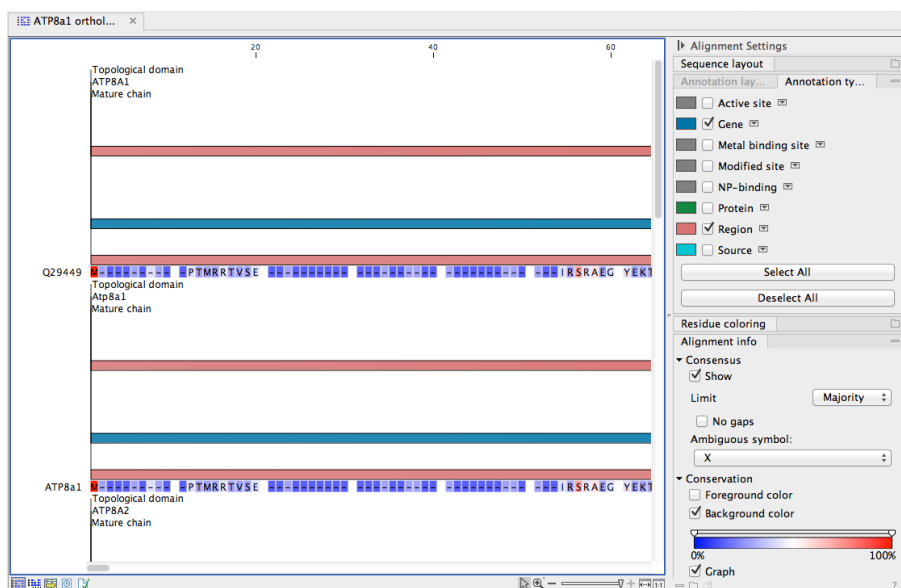 ATP8a1 orthol...
20 40 60
Topological domain
ATP8A1
Mature chain
Q29449 M--------- -PTMRRTVSE ---------- ---------- ---------- ---IRSRAEG YEKT
Topological domain
Atp8a1
Mature chain
ATP8a1 M--------- -PTMRRTVSE ---------- ---------- ---------- ---IRSRAEG YEKT
Topological domain
ATP8A2
Mature chain
Alignment Settings
Sequence layout
Annotation lay... Annotation ty...
Active site
Gene
Metal binding site
Modified site
NP-binding
Protein
Region
Source
Select All
Deselect All
Residue coloring
Alignment info
Consensus
Show
Limit Majority
No gaps
Ambiguous symbol:
X
Conservation
Foreground color
Background color
0% 100%
Graph
1:1
?